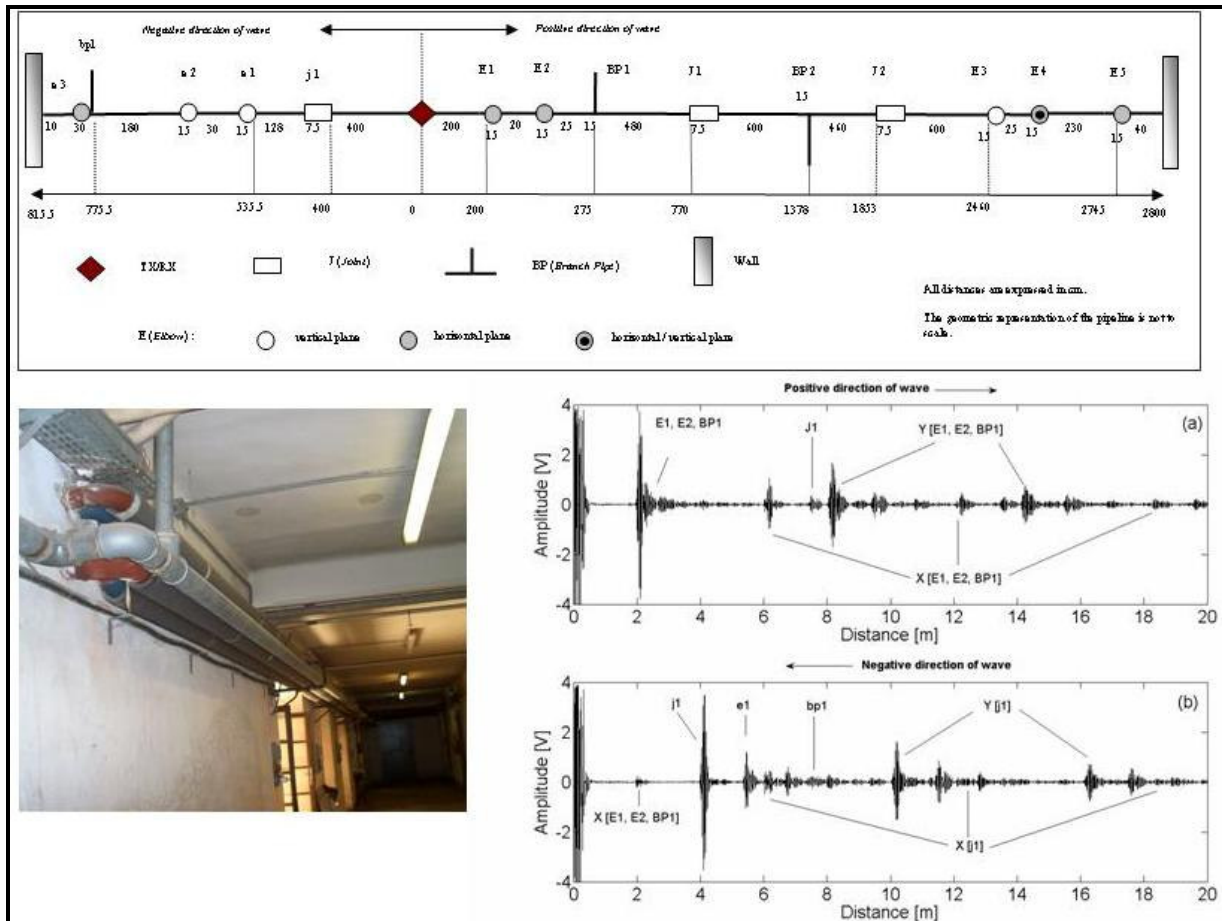 Negative direction of wave Positive direction of wave
bp1
e3 e2 e1 j1 E1 E2 BP1 J1 BP2 J2 E3 E4 E5
15
10 30 180 15 30 15 128 7.5 400 200 15 20 15 25 15 480 7.5 600 460 7.5 600 15 25 15 230 15 40
815.5 775.5 535.5 400 0 200 275 770 1378 1853 2460 2745 2800
TX/RX J (Joint) BP (Branch Pipe) Wall
All distances are expressed in cm.
The geometric representation of the pipeline is not to
scale.
E (Elbow) : vertical plane horizontal plane horizontal / vertical plane
Positive direction of wave
(a)
E1, E2, BP1 J1 Y [E1, E2, BP1]
X [E1, E2, BP1]
Amplitude [V]
4
2
0
-2
-4
0 2 4 6 8 10 12 14 16 18 20
Distance [m]
Negative direction of wave
(b)
j1 e1 bp1 Y [j1]
X [E1, E2, BP1] X [j1]
Amplitude [V]
4
2
0
-2
-4
0 2 4 6 8 10 12 14 16 18 20
Distance [m]